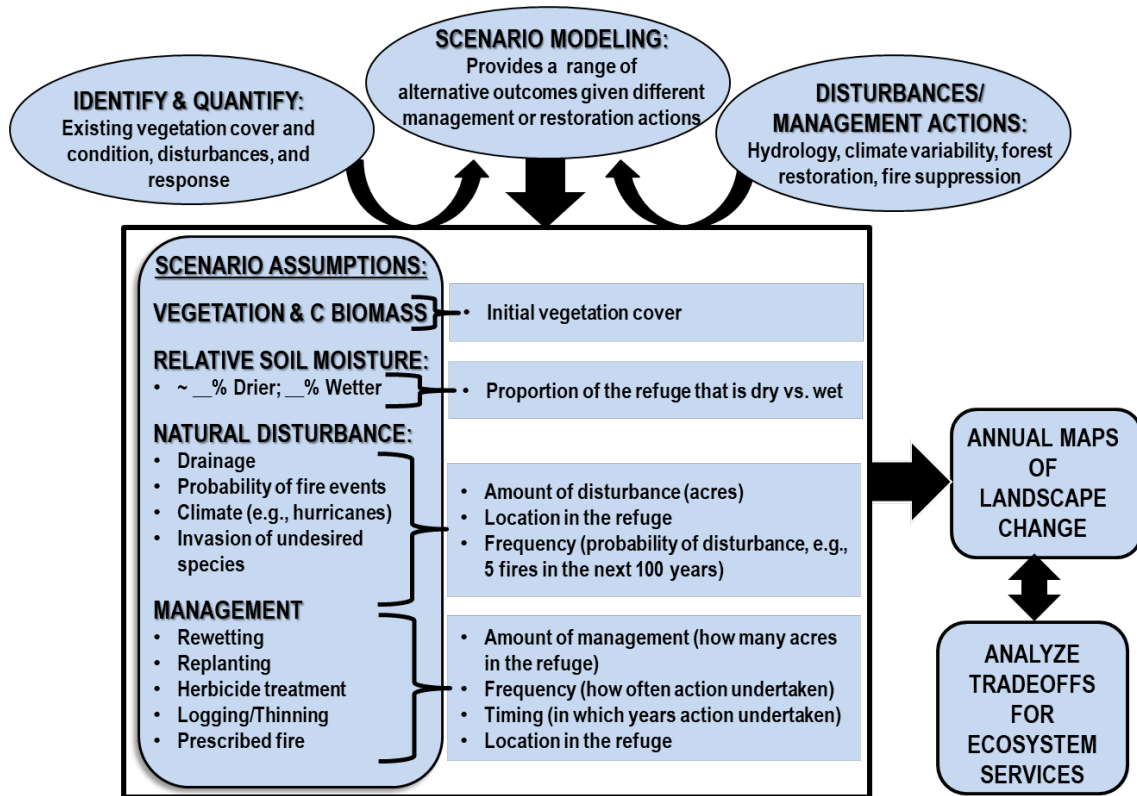 IDENTIFY & QUANTIFY:
Existing vegetation cover and
condition, disturbances, and
response
SCENARIO MODELING:
Provides a range of
alternative outcomes given different
management or restoration actions
DISTURBANCES/
MANAGEMENT ACTIONS:
Hydrology, climate variability, forest
restoration, fire suppression
SCENARIO ASSUMPTIONS:
VEGETATION & C BIOMASS
• Initial vegetation cover
RELATIVE SOIL MOISTURE:
• ~ __% Drier; __% Wetter
• Proportion of the refuge that is dry vs. wet
NATURAL DISTURBANCE:
• Drainage
• Probability of fire events
• Climate (e.g., hurricanes)
• Invasion of undesired
species
• Amount of disturbance (acres)
• Location in the refuge
• Frequency (probability of disturbance, e.g.,
5 fires in the next 100 years)
MANAGEMENT
• Rewetting
• Replanting
• Herbicide treatment
• Logging/Thinning
• Prescribed fire
• Amount of management (how many acres
in the refuge)
• Frequency (how often action undertaken)
• Timing (in which years action undertaken)
• Location in the refuge
ANNUAL MAPS
OF
LANDSCAPE
CHANGE
ANALYZE
TRADEOFFS
FOR
ECOSYSTEM
SERVICES